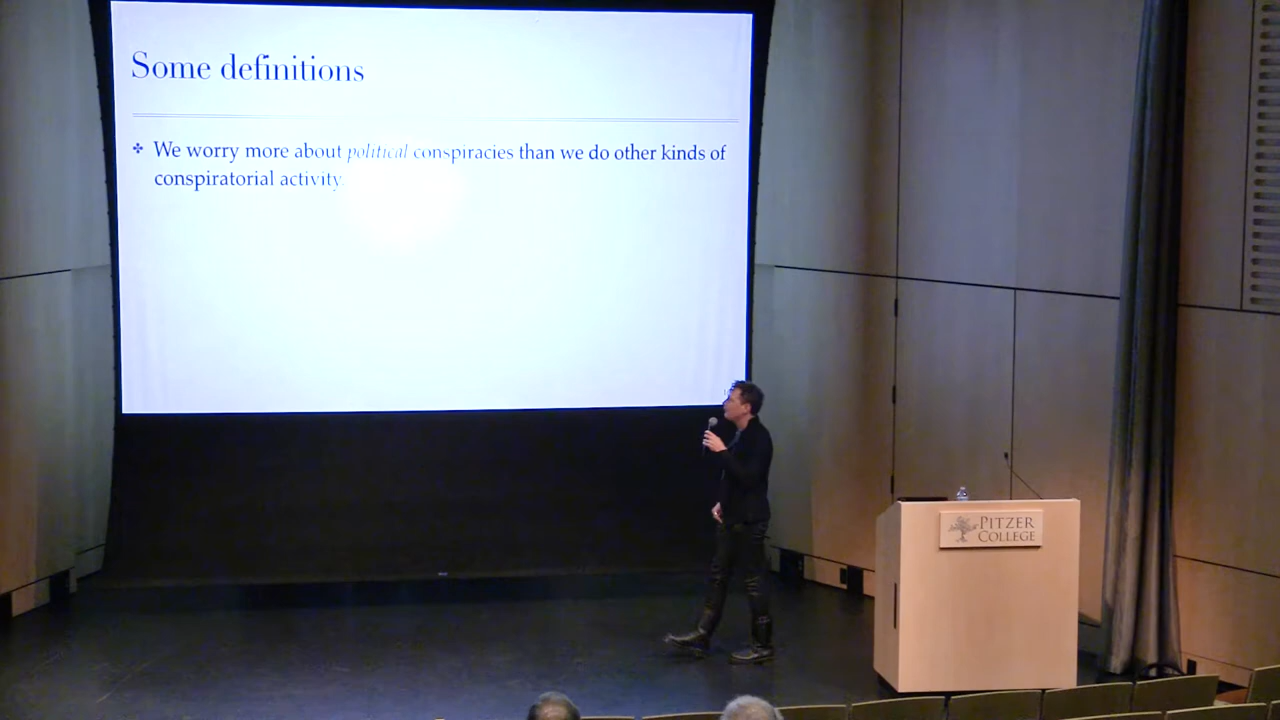 Some definitions
✤ We worry more about political conspiracies than we do other kinds of
conspiratorial activity.
PITZER
COLLEGE